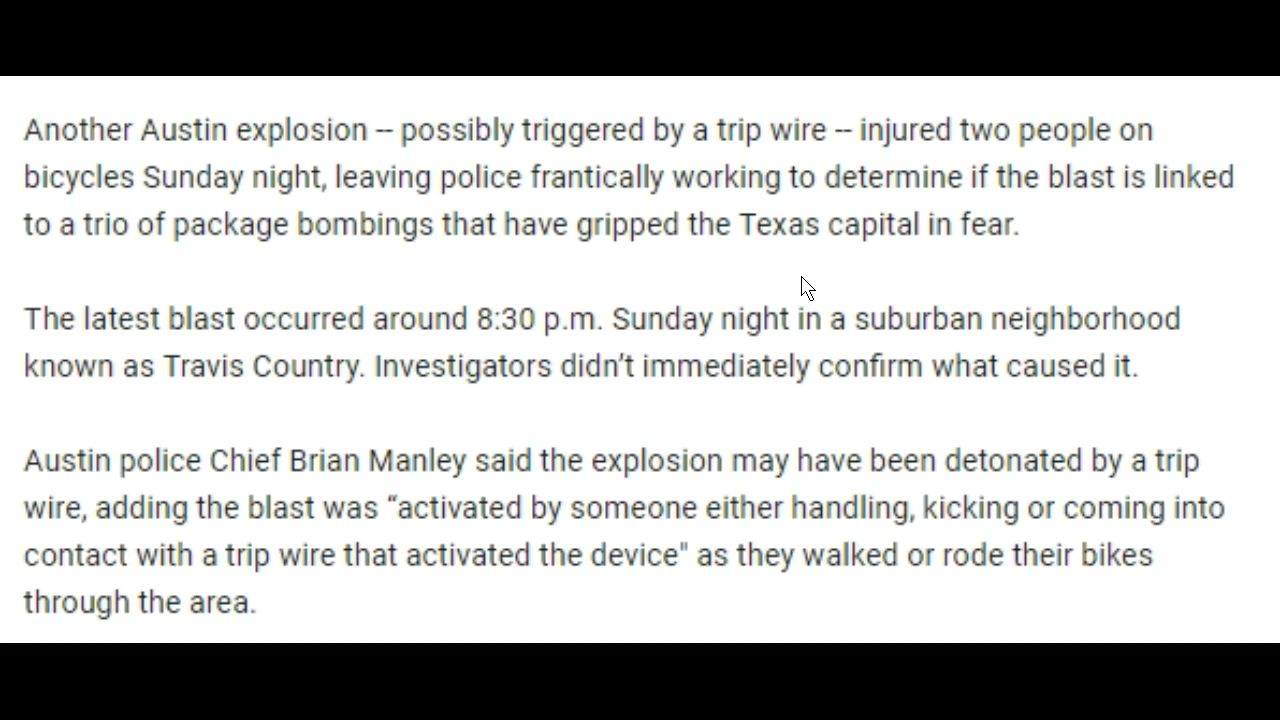 Another Austin explosion -- possibly triggered by a trip wire -- injured two people on
bicycles Sunday night, leaving police frantically working to determine if the blast is linked
to a trio of package bombings that have gripped the Texas capital in fear.
The latest blast occurred around 8:30 p.m. Sunday night in a suburban neighborhood
known as Travis Country. Investigators didn’t immediately confirm what caused it.
Austin police Chief Brian Manley said the explosion may have been detonated by a trip
wire, adding the blast was “activated by someone either handling, kicking or coming into
contact with a trip wire that activated the device" as they walked or rode their bikes
through the area.